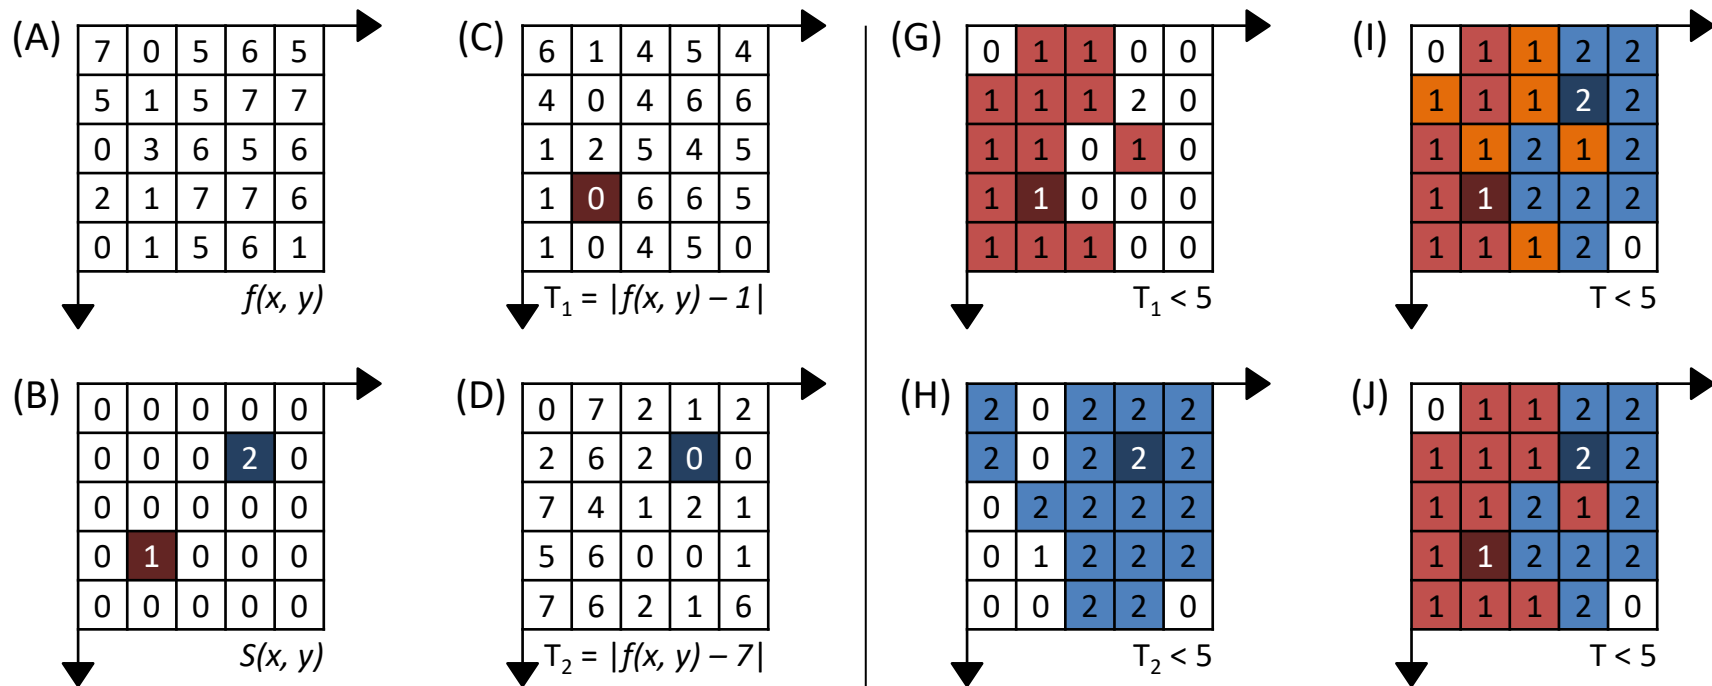 (A)
7 0 5 6 5
5 1 5 7 7
0 3 6 5 6
2 1 7 7 6
0 1 5 6 1
f(x, y)
(B)
0 0 0 0 0
0 0 0 2 0
0 0 0 0 0
0 1 0 0 0
0 0 0 0 0
S(x, y)
(C)
6 1 4 5 4
4 0 4 6 6
1 2 5 4 5
1 0 6 6 5
1 0 4 5 0
T₁ = |f(x, y) – 1|
(D)
0 7 2 1 2
2 6 2 0 0
7 4 1 2 1
5 6 0 0 1
7 6 2 1 6
T₂ = |f(x, y) – 7|
(G)
0 1 1 0 0
1 1 1 2 0
1 1 0 1 0
1 1 0 0 0
1 1 1 0 0
T₁ < 5
(H)
2 0 2 2 2
2 0 2 2 2
0 2 2 2 2
0 1 2 2 2
0 0 2 2 0
T₂ < 5
(I)
0 1 1 2 2
1 1 1 2 2
1 1 2 1 2
1 1 2 2 2
1 1 1 2 0
T < 5
(J)
0 1 1 2 2
1 1 1 2 2
1 1 2 1 2
1 1 2 2 2
1 1 1 2 0
T < 5